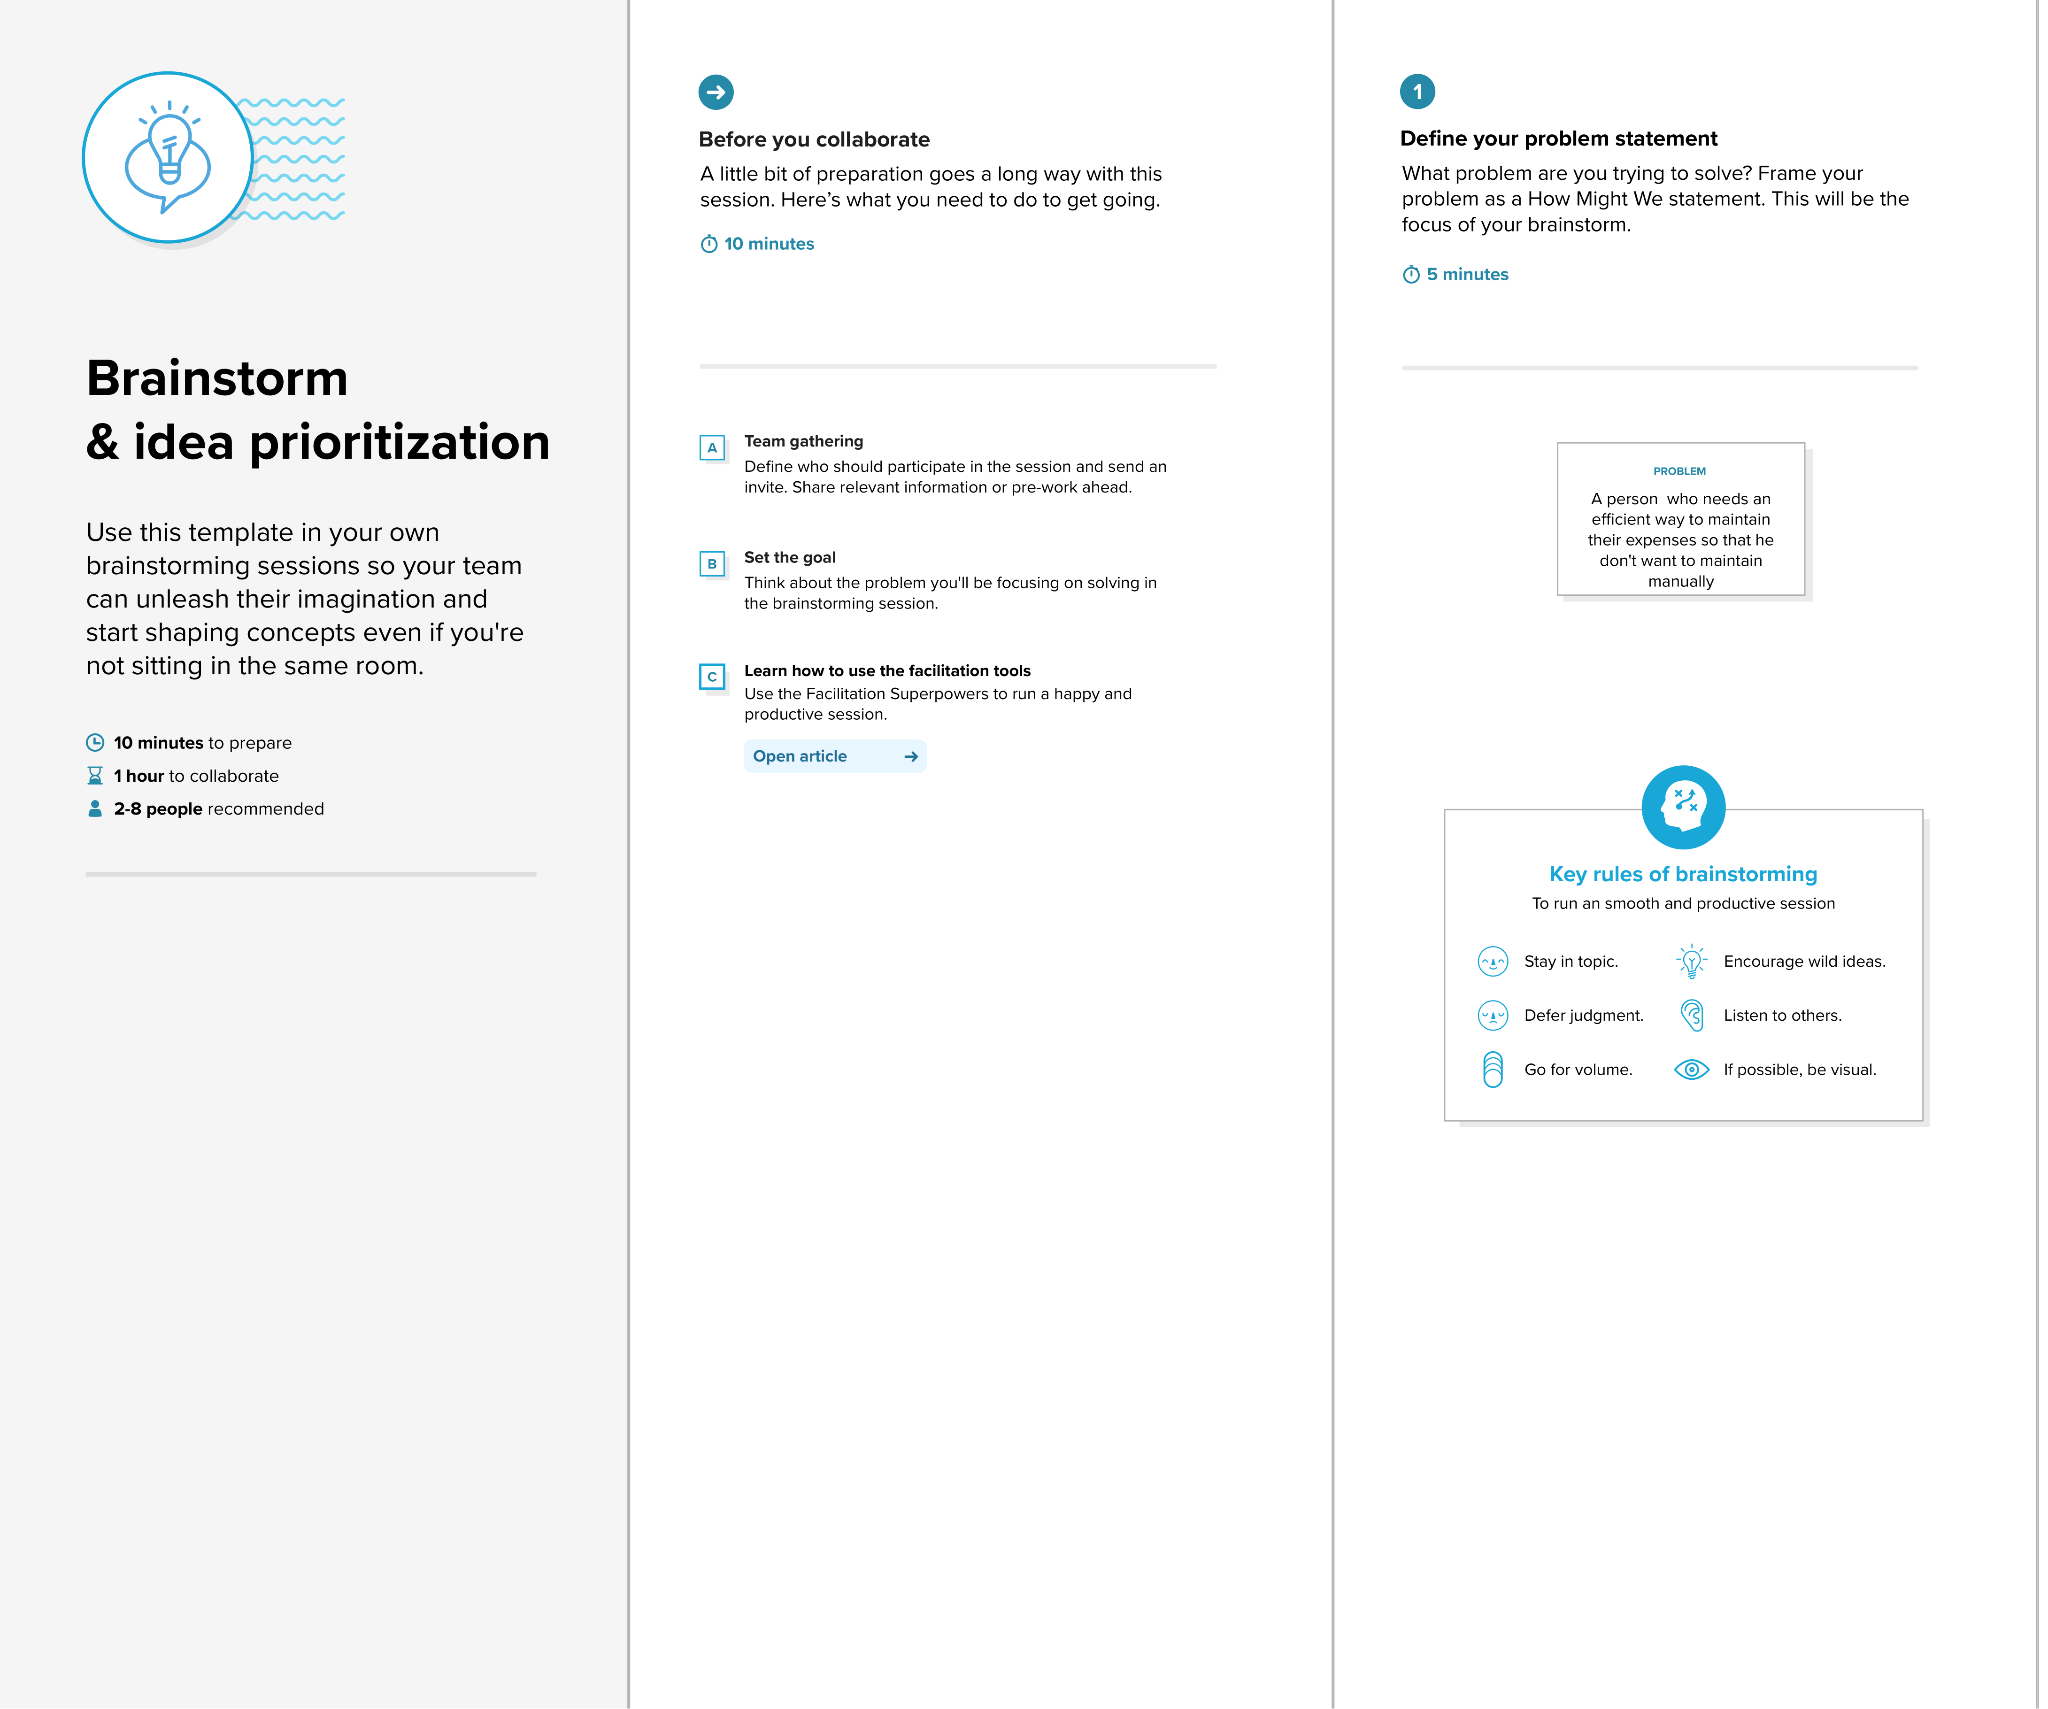 Brainstorm
& idea prioritization
Use this template in your own
brainstorming sessions so your team
can unleash their imagination and
start shaping concepts even if you're
not sitting in the same room.
10 minutes to prepare
1 hour to collaborate
2-8 people recommended
Before you collaborate
A little bit of preparation goes a long way with this
session. Here’s what you need to do to get going.
10 minutes
A
Team gathering
Define who should participate in the session and send an
invite. Share relevant information or pre-work ahead.
B
Set the goal
Think about the problem you'll be focusing on solving in
the brainstorming session.
C
Learn how to use the facilitation tools
Use the Facilitation Superpowers to run a happy and
productive session.
Open article
1
Define your problem statement
What problem are you trying to solve? Frame your
problem as a How Might We statement. This will be the
focus of your brainstorm.
5 minutes
PROBLEM
A person  who needs an
efficient way to maintain
their expenses so that he
don't want to maintain
manually
Key rules of brainstorming
To run an smooth and productive session
Stay in topic.
Encourage wild ideas.
Defer judgment.
Listen to others.
Go for volume.
If possible, be visual.